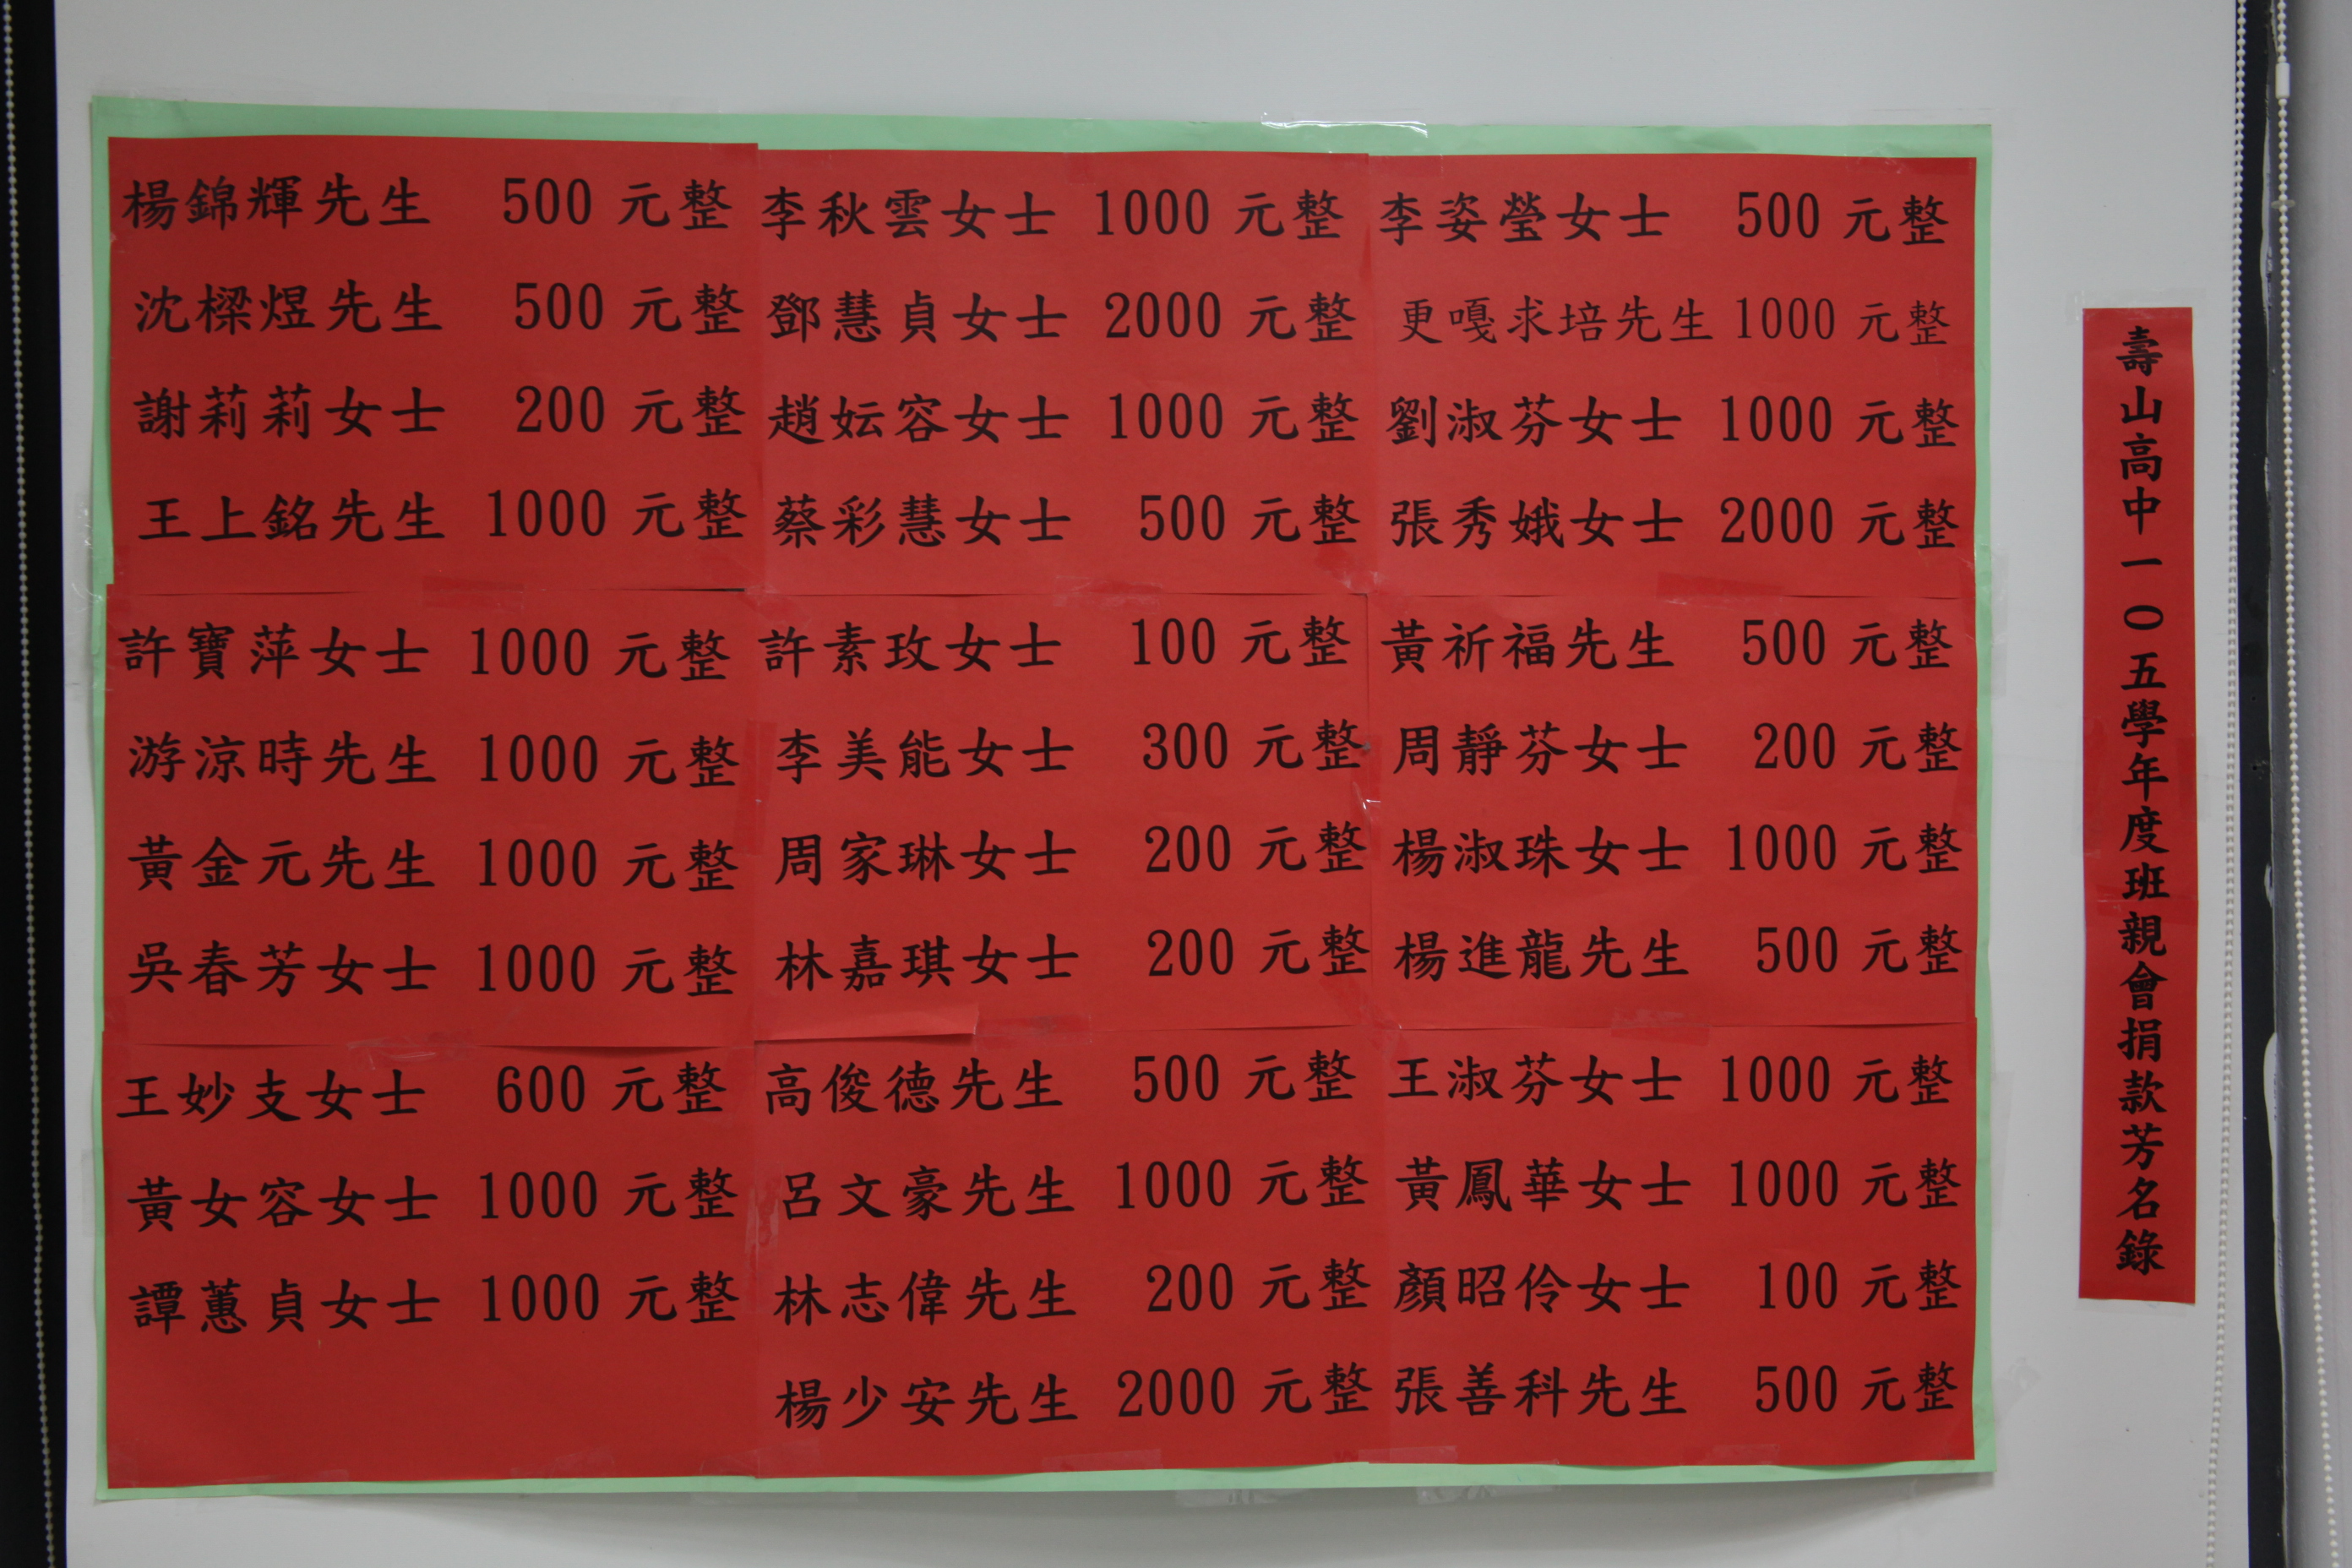 壽山高中一０五學年度班親會捐款芳名錄
李姿瑩女士 500 元整
更嘎求培先生 1000 元整
劉淑芬女士 1000 元整
張秀娥女士 2000 元整
黃祈福先生 500 元整
周靜芬女士 200 元整
楊淑珠女士 1000 元整
楊進龍先生 500 元整
王淑芬女士 1000 元整
黃鳳華女士 1000 元整
顏昭伶女士 100 元整
張善科先生 500 元整
李秋雲女士 1000 元整
鄧慧貞女士 2000 元整
趙妘容女士 1000 元整
蔡彩慧女士 500 元整
許素玫女士 100 元整
李美能女士 300 元整
周家琳女士 200 元整
林嘉琪女士 200 元整
高俊德先生 500 元整
呂文豪先生 1000 元整
林志偉先生 200 元整
楊少安先生 2000 元整
楊錦輝先生 500 元整
沈樑煜先生 500 元整
謝莉莉女士 200 元整
王上銘先生 1000 元整
許寶萍女士 1000 元整
游涼時先生 1000 元整
黃金元先生 1000 元整
吳春芳女士 1000 元整
王妙支女士 600 元整
黃女容女士 1000 元整
譚蕙貞女士 1000 元整